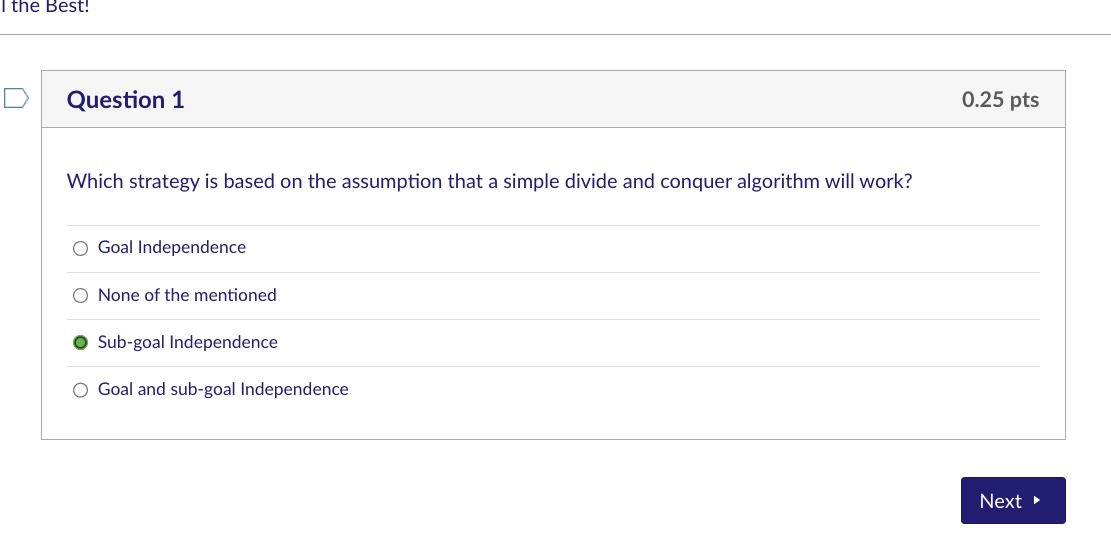 the Best!
Question 1
0.25 pts
Which strategy is based on the assumption that a simple divide and conquer algorithm will work?
Goal Independence
None of the mentioned
Sub-goal Independence
Goal and sub-goal Independence
Next